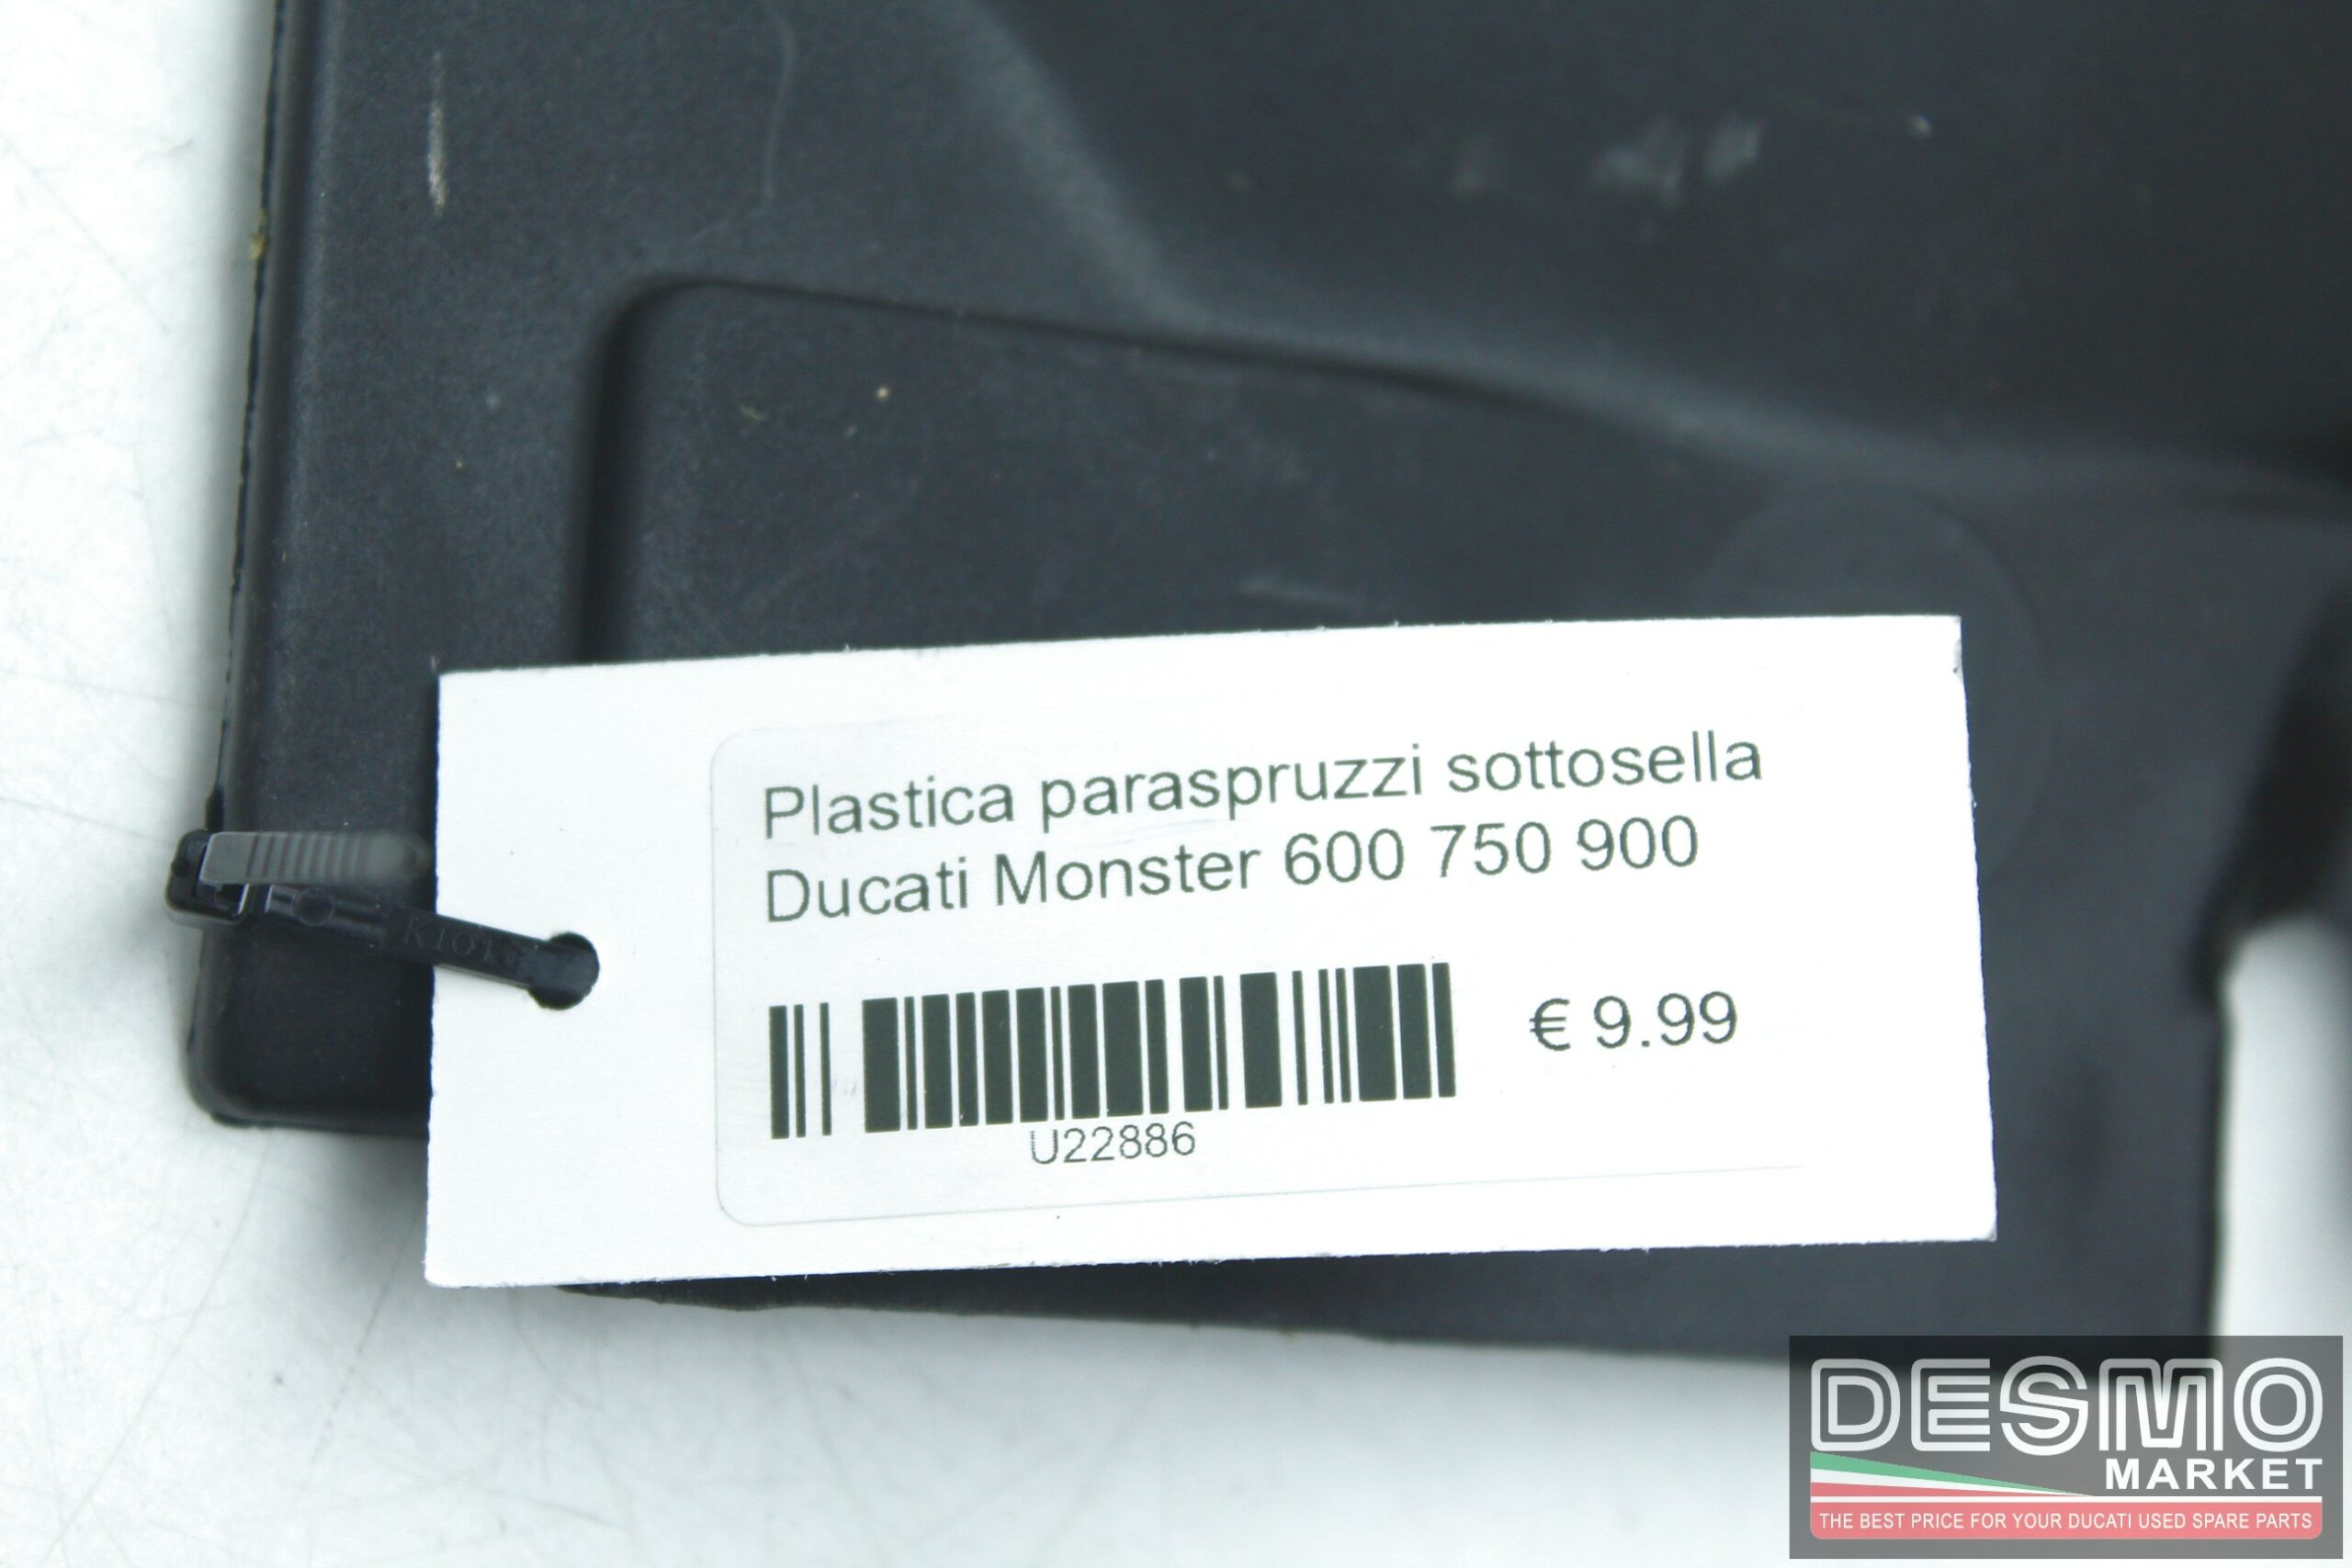 Plastica paraspruzzi sottosella
Ducati Monster 600 750 900
€ 9.99
U22886
DESMO
MARKET
THE BEST PRICE FOR YOUR DUCATI USED SPARE PARTS